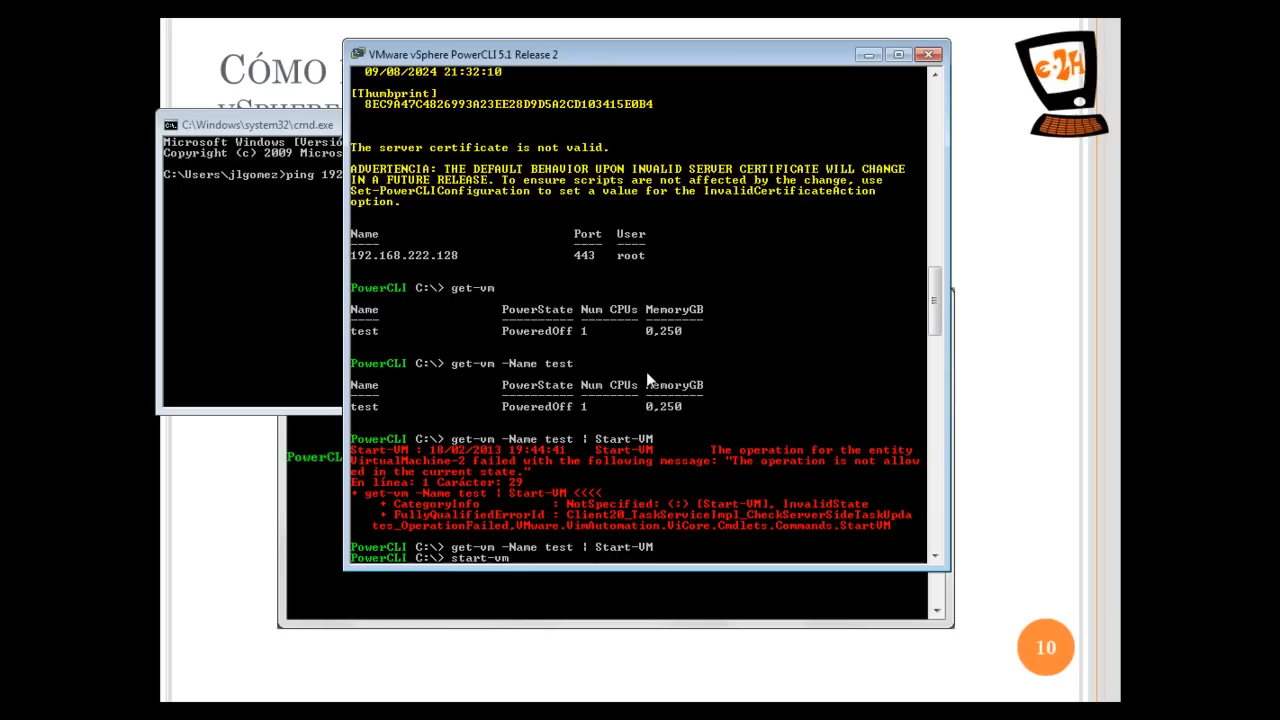 CÓMO
VMware vSphere PowerCLI 5.1 Release 2
e-2H
09/08/2024 21:32:10
[Thumbprint]
8EC9A47C4826993A23EE28D9D5A2CD103415E0B4
C:\Windows\system32\cmd.exe
Microsoft Windows [Versió
Copyright (c) 2009 Micros
C:\Users\jlgomez>ping 192
The server certificate is not valid.
ADVERTENCIA: THE DEFAULT BEHAVIOR UPON INVALID SERVER CERTIFICATE WILL CHANGE
IN A FUTURE RELEASE. To ensure scripts are not affected by the change, use
Set-PowerCLIConfiguration to set a value for the InvalidCertificateAction
option.
Name Port User
---- ---- ----
192.168.222.128 443 root
PowerCLI C:\> get-vm
Name PowerState Num CPUs MemoryGB
---- ---------- -------- --------
test PoweredOff 1 0,250
PowerCLI C:\> get-vm -Name test
Name PowerState Num CPUs MemoryGB
---- ---------- -------- --------
test PoweredOff 1 0,250
PowerCLI C:\> get-vm -Name test | Start-VM
Start-VM : 18/02/2013 19:44:41 Start-VM The operation for the entity
VirtualMachine-2 failed with the following message: "The operation is not allow
ed in the current state."
En línea: 1 Carácter: 29
+ get-vm -Name test | Start-VM <<<<
+ CategoryInfo : NotSpecified: (:) [Start-VM], InvalidState
+ FullyQualifiedErrorId : Client20_TaskServiceImpl_CheckServerSideTaskUpda
tes_OperationFailed,VMware.VimAutomation.ViCore.Cmdlets.Commands.StartVM
PowerCLI C:\> get-vm -Name test | Start-VM
PowerCLI C:\> start-vm
PowerCL
10